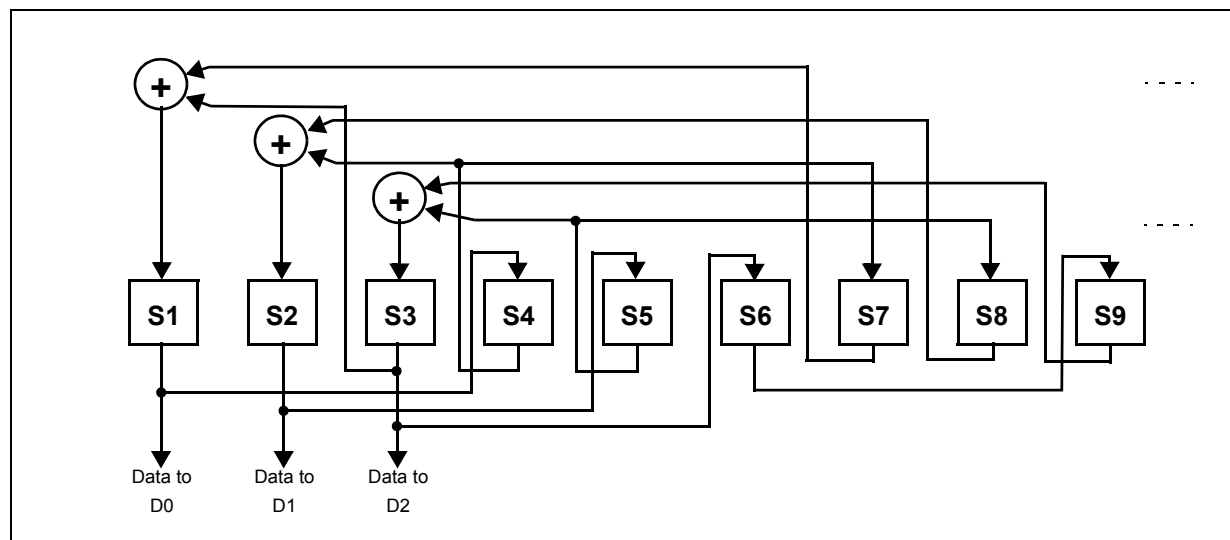 +
+
+
S1 S2 S3 S4 S5 S6 S7 S8 S9
Data to Data to Data to
D0 D1 D2